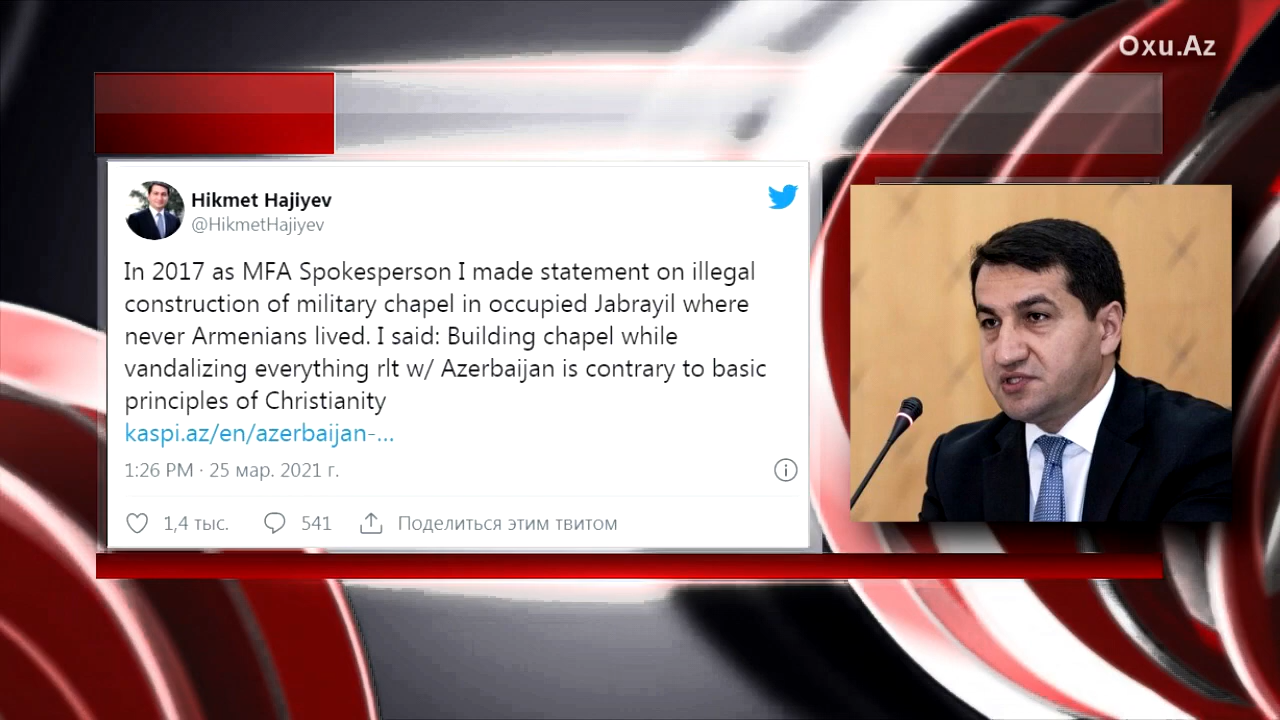 Oxu.Az
Hikmet Hajiyev
@HikmetHajiyev
In 2017 as MFA Spokesperson I made statement on illegal
construction of military chapel in occupied Jabrayil where
never Armenians lived. I said: Building chapel while
vandalizing everything rlt w/ Azerbaijan is contrary to basic
principles of Christianity
kaspi.az/en/azerbaijan-...
1:26 PM · 25 мар. 2021 г.
1,4 тыс. 541 Поделиться этим твитом